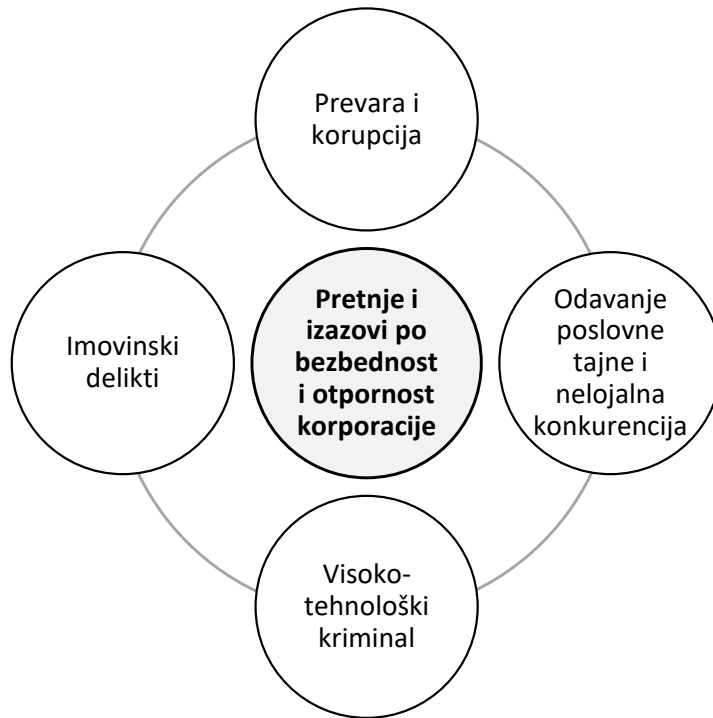 Prevara i
korupcija
Imovinski
delikti
Pretnje i
izazovi po
bezbednost
i otpornost
korporacije
Odavanje
poslovne
tajne i
nelojalna
konkurencija
Visoko-
tehnološki
kriminal